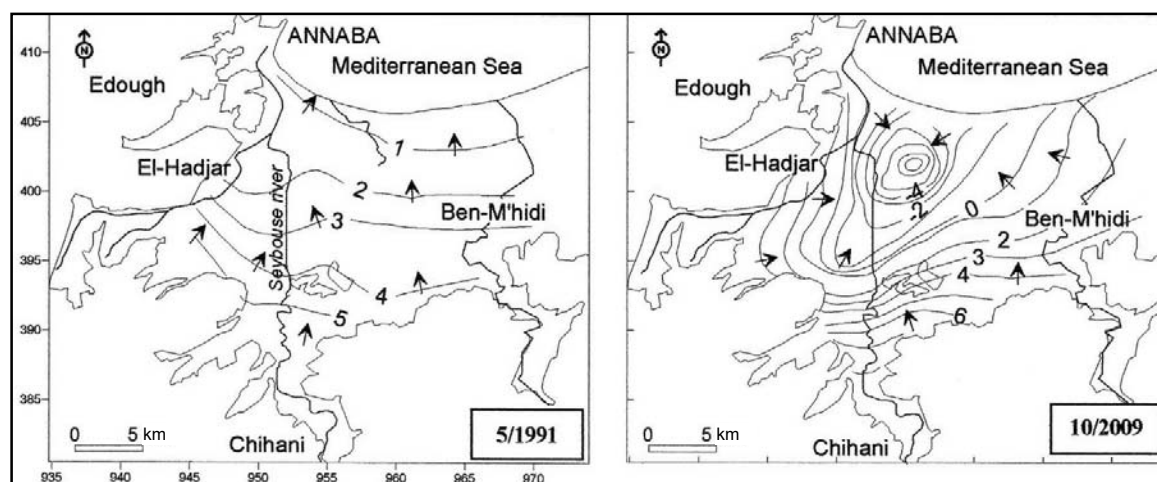 ANNABA
N
Mediterranean Sea
Edough
El-Hadjar
Seybouse river
Ben-M'hidi
Chihani
1
2
3
4
5
410
405
400
395
390
385
0 5 km
5/1991
935 940 945 950 955 960 965 970
ANNABA
N
Mediterranean Sea
Edough
El-Hadjar
Ben-M'hidi
Chihani
-4
-2
0
2
3
4
6
0 5 km
10/2009